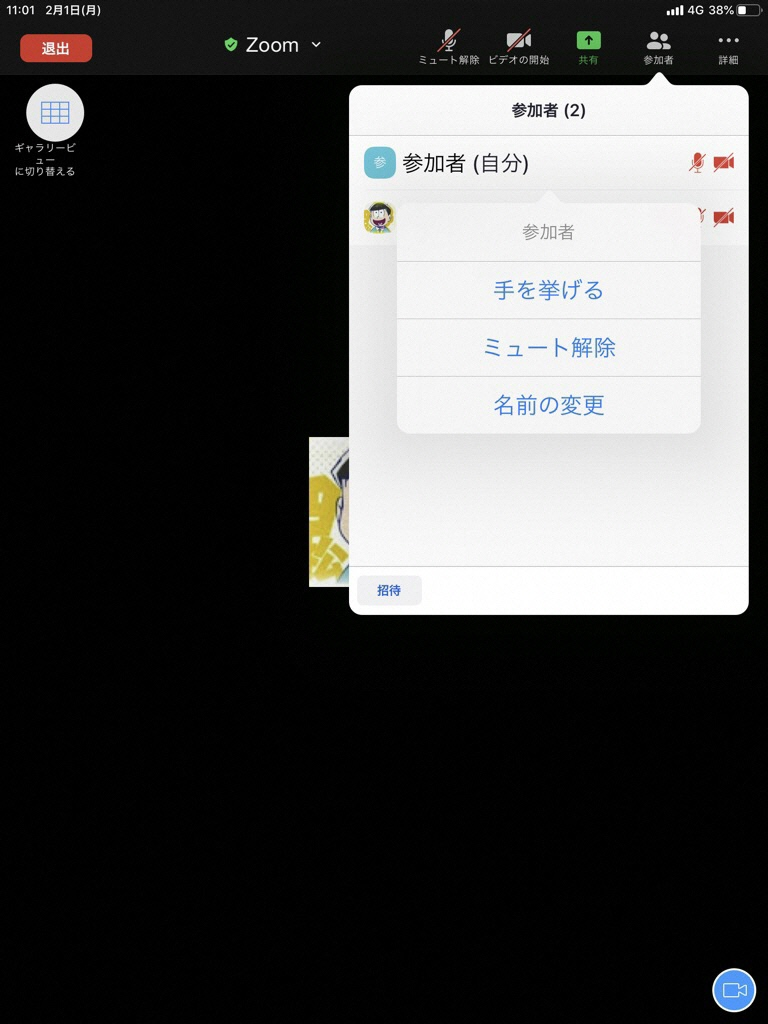 11:01 2月1日(月)
4G 38%
退出
Zoom
ミュート解除
ビデオの開始
共有
参加者
詳細
ギャラリービ
ュー
に切り替える
参加者 (2)
参
参加者 (自分)
参加者
手を挙げる
ミュート解除
名前の変更
招待